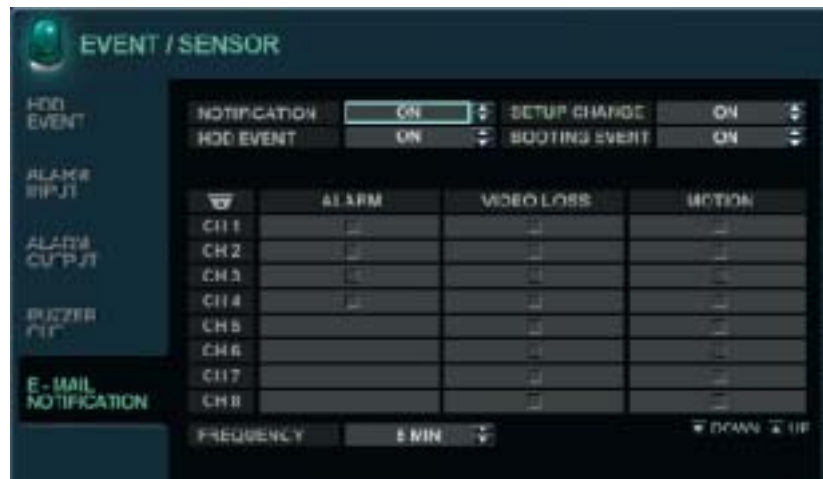 EVENT / SENSOR
HDD EVENT
ALARM INPUT
ALARM OUTPUT
BUZZER OUT
E-MAIL NOTIFICATION
NOTIFICATION ON SETUP CHANGE ON
HDD EVENT ON BOOTING EVENT ON
ALARM VIDEO LOSS MOTION
CH 1
CH 2
CH 3
CH 4
CH 5
CH 6
CH 7
CH 8
FREQUENCY MIN
DOWN UP